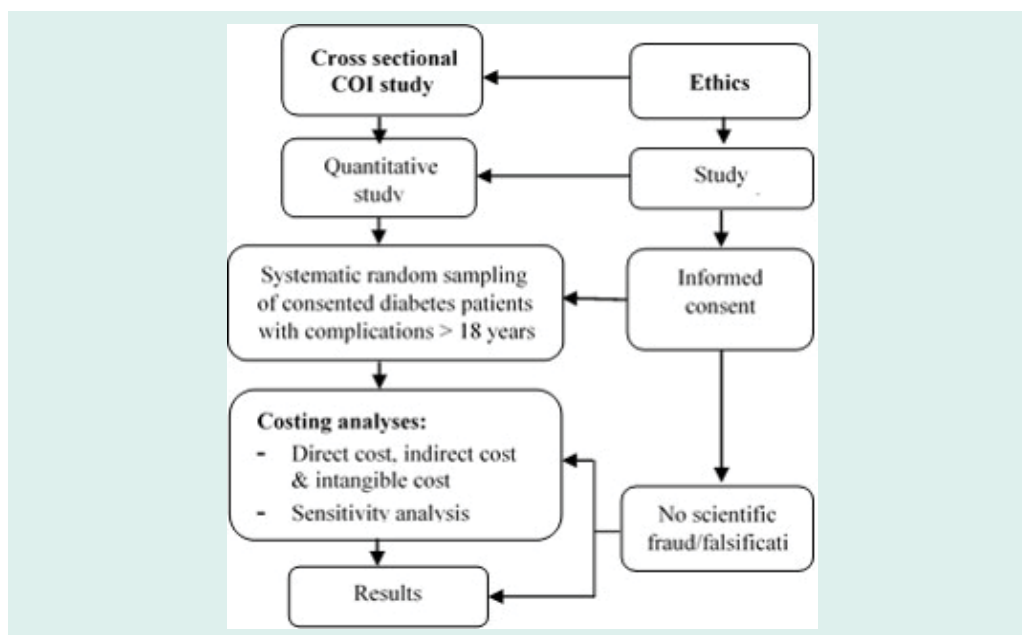 Cross sectional
COI study
Ethics
Quantitative
study
Study
Systematic random sampling
of consented diabetes patients
with complications > 18 years
Informed
consent
Costing analyses:
- Direct cost, indirect cost
& intangible cost
- Sensitivity analysis
No scientific
fraud/falsificati
Results